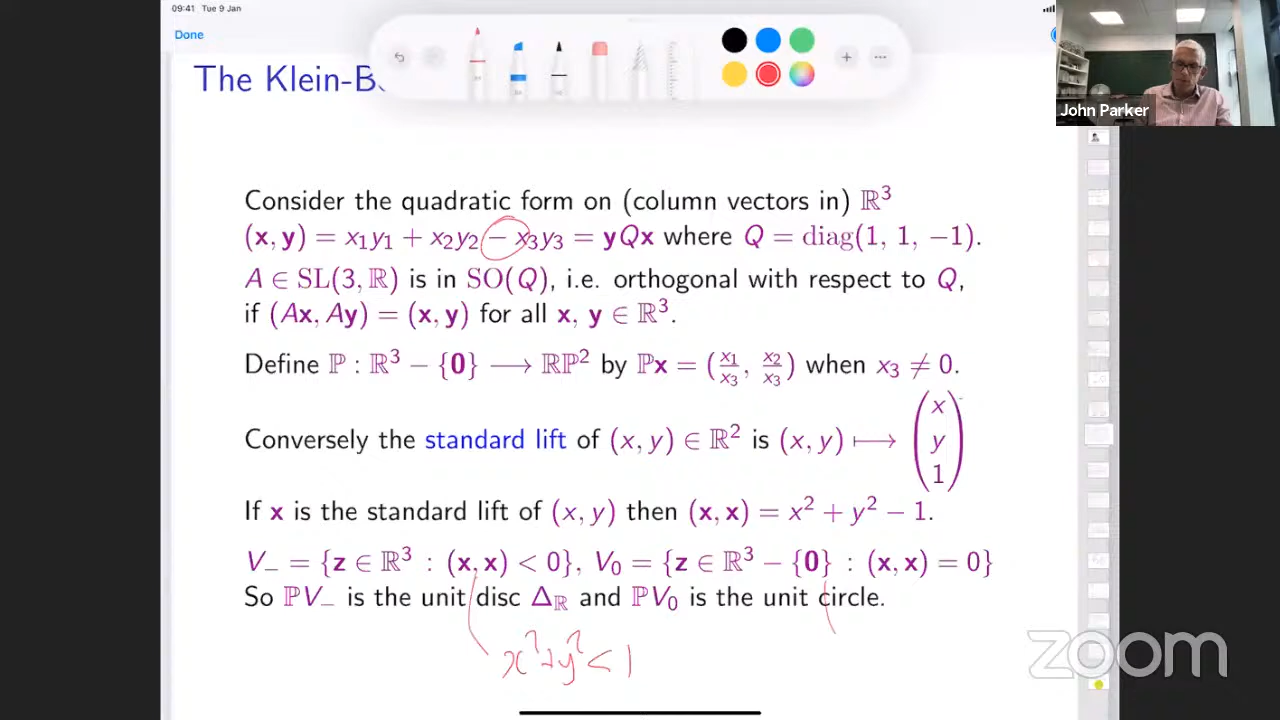 09:41 Tue 9 Jan
Done
The Klein-B
John Parker
Consider the quadratic form on (column vectors in) ℝ³
(x, y) = x₁y₁ + x₂y₂ − x₃y₃ = yQx where Q = diag(1, 1, −1).
A ∈ SL(3, ℝ) is in SO(Q), i.e. orthogonal with respect to Q,
if (Ax, Ay) = (x, y) for all x, y ∈ ℝ³.
Define ℙ : ℝ³ − {0} ⟶ ℝℙ² by ℙx = (x₁/x₃, x₂/x₃) when x₃ ≠ 0.
Conversely the standard lift of (x, y) ∈ ℝ² is (x, y) ⟼ (x y 1)
If x is the standard lift of (x, y) then (x, x) = x² + y² − 1.
V₋ = {z ∈ ℝ³ : (x, x) < 0}, V₀ = {z ∈ ℝ³ − {0} : (x, x) = 0}
So ℙV₋ is the unit disc Δ_ℝ and ℙV₀ is the unit circle.
x² + y² < 1
zoom